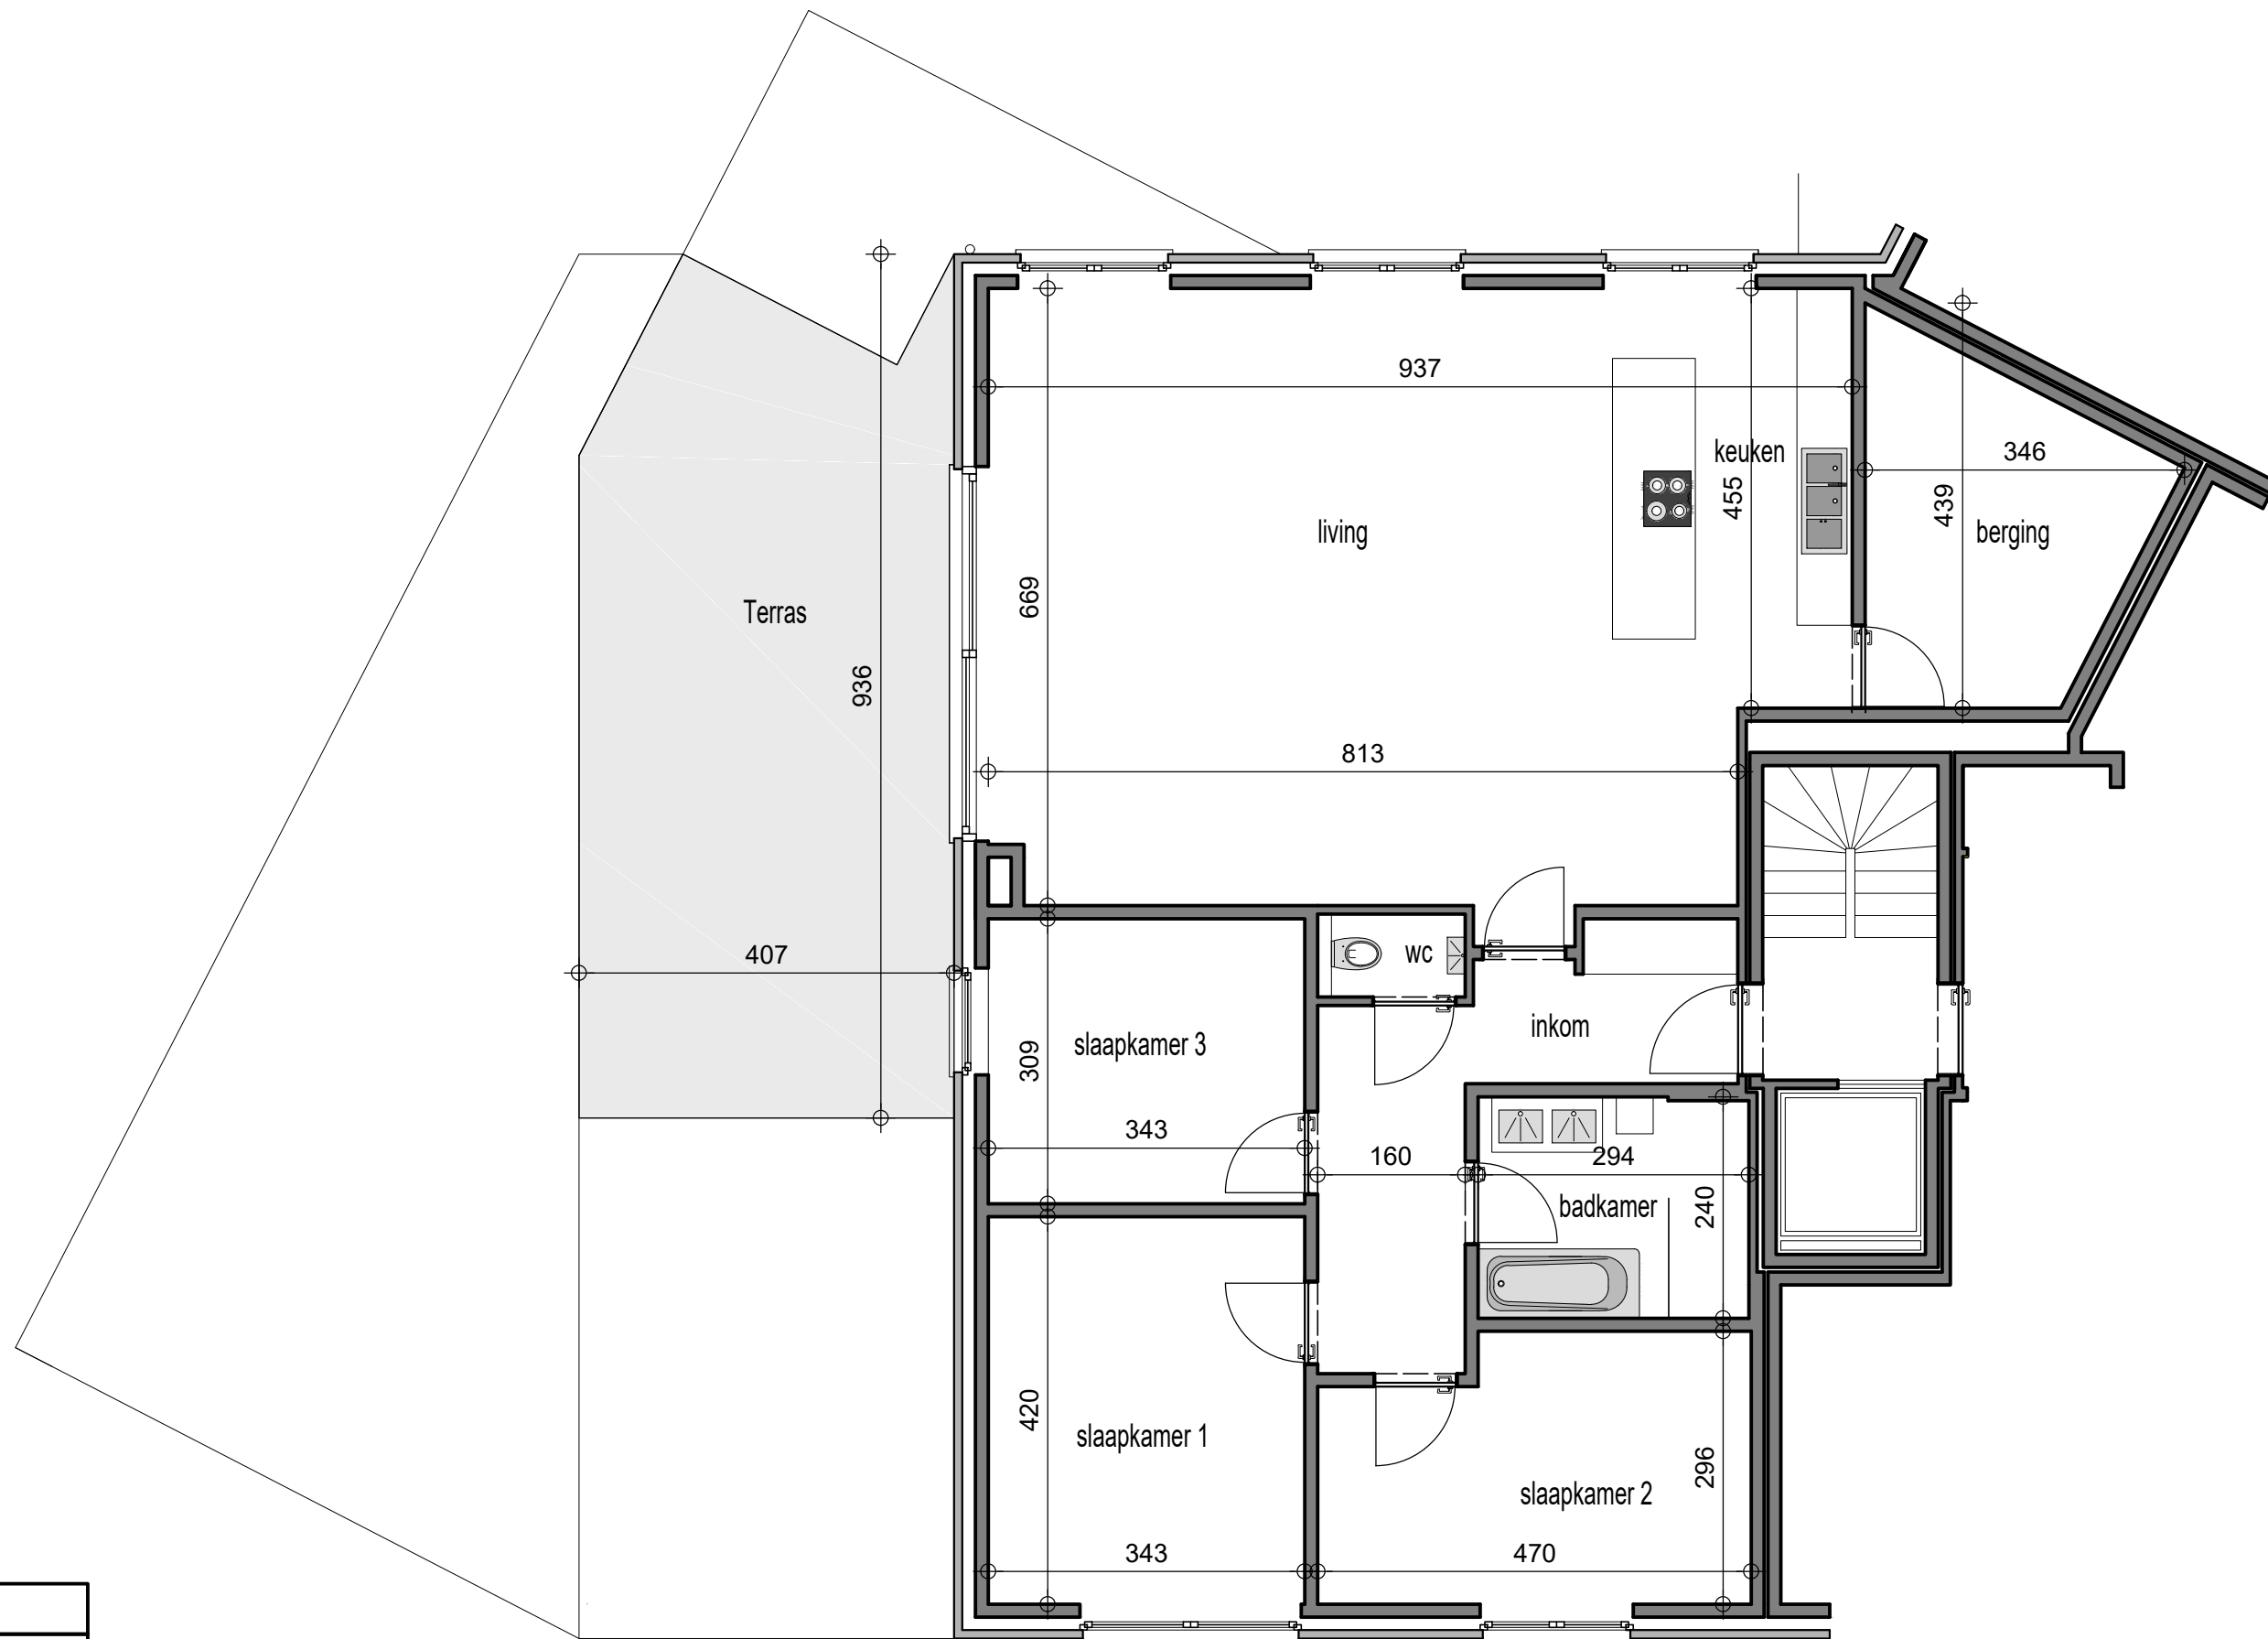 937
keuken
346
455
439
living
berging
669
Terras
936
813
407
wc
inkom
slaapkamer 3
309
343
160
294
badkamer
240
420
slaapkamer 1
296
slaapkamer 2
343
470